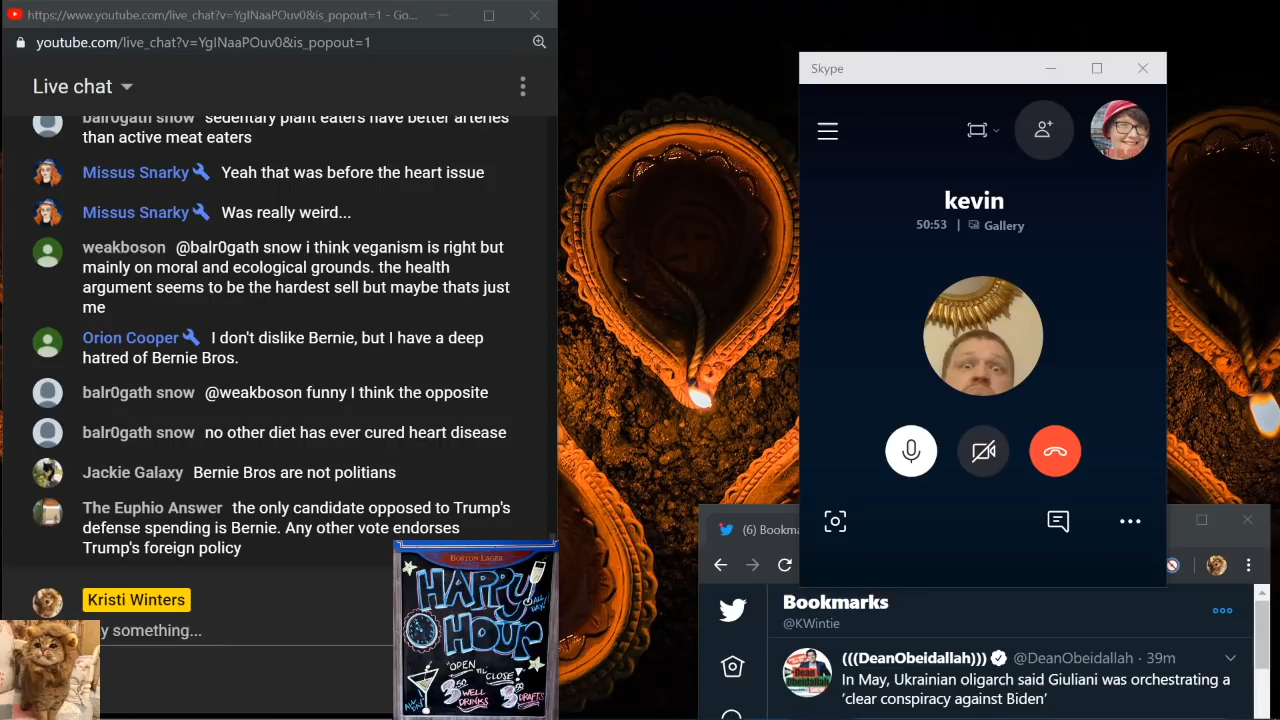 https://www.youtube.com/live_chat?v=YgINaaPOuv0&is_popout=1 - Go...
youtube.com/live_chat?v=YgINaaPOuv0&is_popout=1
Live chat
balr0gath snow sedentary plant eaters have better arteries
than active meat eaters
Missus Snarky Yeah that was before the heart issue
Missus Snarky Was really weird...
weakboson @balr0gath snow i think veganism is right but
mainly on moral and ecological grounds. the health
argument seems to be the hardest sell but maybe thats just
me
Orion Cooper I don't dislike Bernie, but I have a deep
hatred of Bernie Bros.
balr0gath snow @weakboson funny I think the opposite
balr0gath snow no other diet has ever cured heart disease
Jackie Galaxy Bernie Bros are not politians
The Euphio Answer the only candidate opposed to Trump's
defense spending is Bernie. Any other vote endorses
Trump's foreign policy
Kristi Winters
y something...
BOSTON LAGER
HAPPY
ALL
DAY!
HOUR
"OPEN
'TIL'
CLOSE!
3.50
WELL
DRINKS
3
DRAFTS
Skype
kevin
50:53 | Gallery
(6) Bookma
Bookmarks
@KWintie
(((DeanObeidallah))) @DeanObeidallah · 39m
In May, Ukrainian oligarch said Giuliani was orchestrating a
'clear conspiracy against Biden'